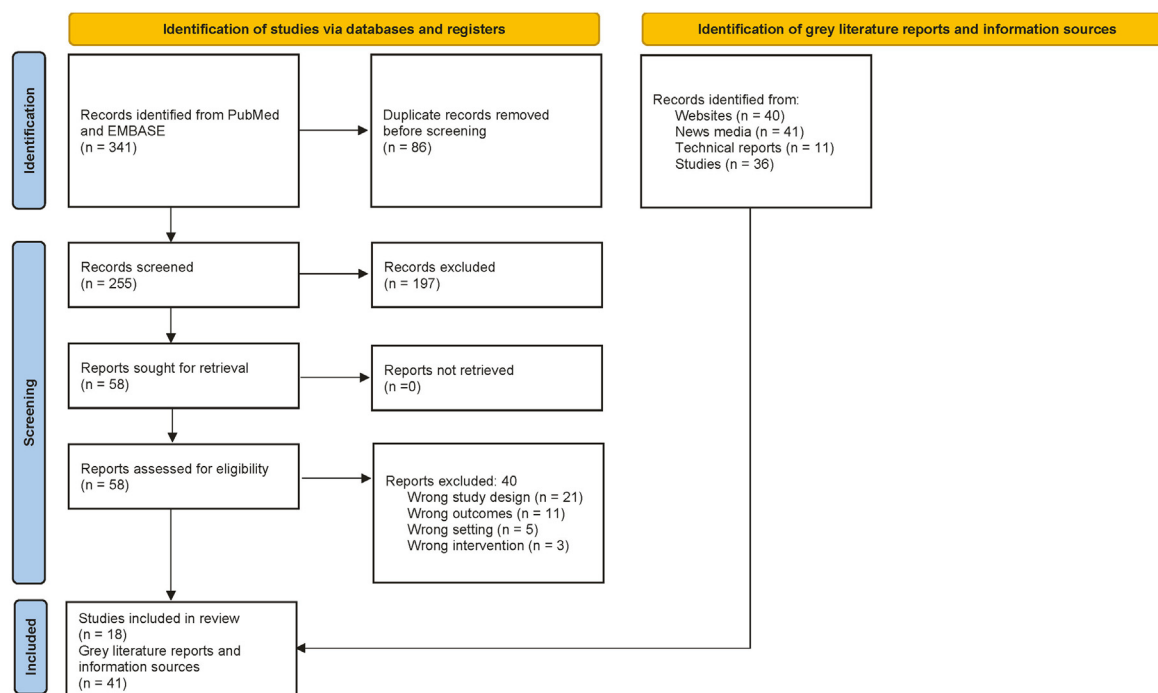 Identification of studies via databases and registers
Identification of grey literature reports and information sources
Identification
Records identified from PubMed
and EMBASE
(n = 341)
Duplicate records removed
before screening
(n = 86)
Records identified from:
Websites (n = 40)
News media (n = 41)
Technical reports (n = 11)
Studies (n = 36)
Screening
Records screened
(n = 255)
Records excluded
(n = 197)
Reports sought for retrieval
(n = 58)
Reports not retrieved
(n =0)
Reports assessed for eligibility
(n = 58)
Reports excluded: 40
Wrong study design (n = 21)
Wrong outcomes (n = 11)
Wrong setting (n = 5)
Wrong intervention (n = 3)
Included
Studies included in review
(n = 18)
Grey literature reports and
information sources
(n = 41)